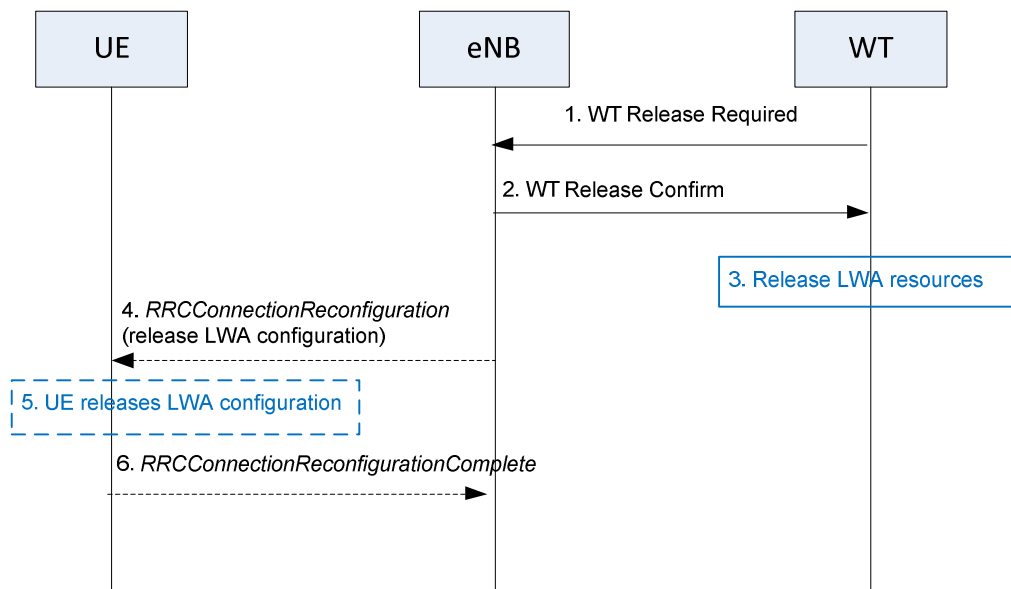 UE
eNB
WT
1. WT Release Required
2. WT Release Confirm
3. Release LWA resources
4. RRCConnectionReconfiguration
(release LWA configuration)
5. UE releases LWA configuration
6. RRCConnectionReconfigurationComplete